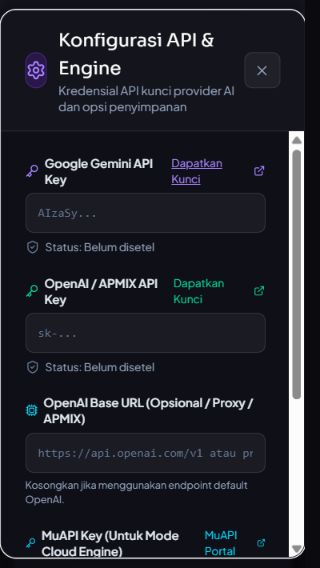 Konfigurasi API &
Engine
Kredensial API kunci provider AI
dan opsi penyimpanan
Google Gemini API
Key
Dapatkan
Kunci
AIzaSy...
Status: Belum disetel
OpenAI / APMIX API
Key
Dapatkan
Kunci
sk-...
Status: Belum disetel
OpenAI Base URL (Opsional / Proxy /
APMIX)
https://api.openai.com/v1 atau pr
Kosongkan jika menggunakan endpoint default
OpenAI.
MuAPI Key (Untuk Mode
Cloud Engine)
MuAPI
Portal